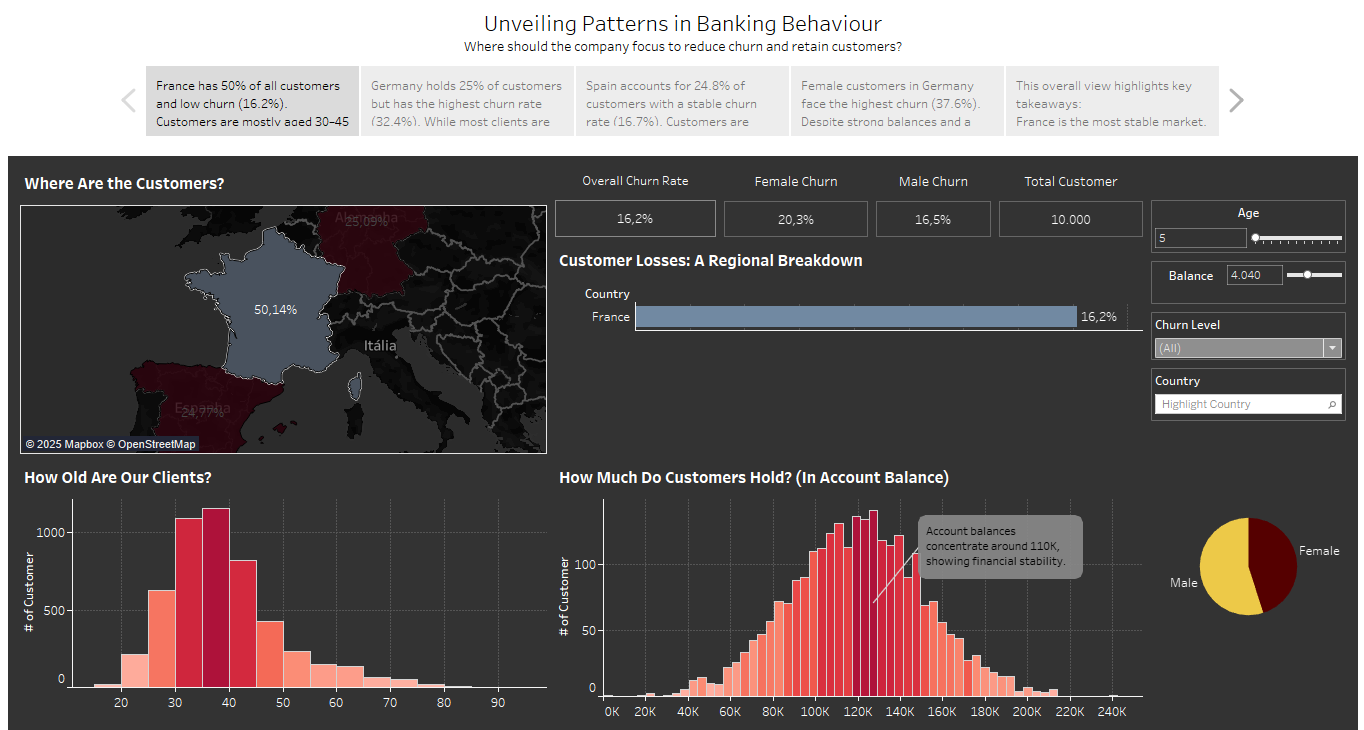 Unveiling Patterns in Banking Behaviour
Where should the company focus to reduce churn and retain customers?
France has 50% of all customers
and low churn (16.2%).
Customers are mostly aged 30–45
Germany holds 25% of customers
but has the highest churn rate
(32.4%). While most clients are
Spain accounts for 24.8% of
customers with a stable churn
rate (16.7%). Customers are
Female customers in Germany
face the highest churn (37.6%).
Despite strong balances and a
This overall view highlights key
takeaways:
France is the most stable market.
Where Are the Customers?
Alemanha
25,09%
50,14%
Itália
Espanha
24,77%
© 2025 Mapbox © OpenStreetMap
Overall Churn Rate
16,2%
Female Churn
20,3%
Male Churn
16,5%
Total Customer
10.000
Customer Losses: A Regional Breakdown
Country
France
16,2%
Age
5
Balance
4.040
Churn Level
(All)
Country
Highlight Country
How Old Are Our Clients?
# of Customer
1000
500
0
20 30 40 50 60 70 80 90
How Much Do Customers Hold? (In Account Balance)
# of Customer
100
50
0
Account balances
concentrate around 110K,
showing financial stability.
0K 20K 40K 60K 80K 100K 120K 140K 160K 180K 200K 220K 240K
Female
Male